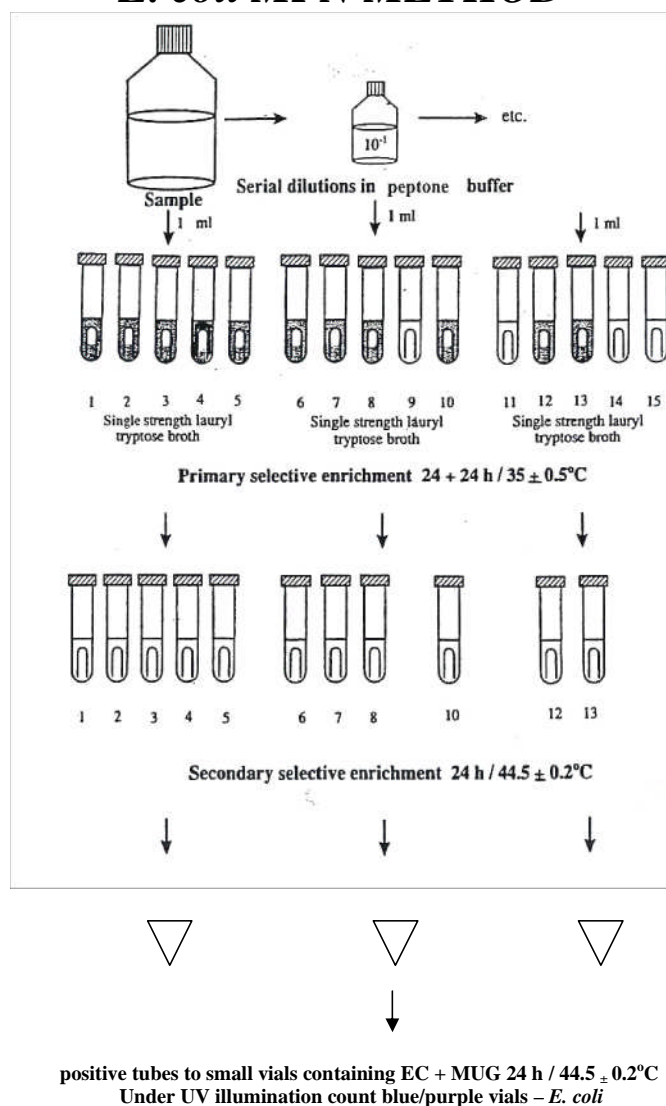 E. coli MPN METHOD
etc.
10⁻¹
Sample
Serial dilutions in peptone buffer
1 ml
1 ml
1 ml
1 2 3 4 5
6 7 8 9 10
11 12 13 14 15
Single strength lauryl
tryptose broth
Single strength lauryl
tryptose broth
Single strength lauryl
tryptose broth
Primary selective enrichment 24 + 24 h / 35 ± 0.5°C
1 2 3 4 5
6 7 8 10
12 13
Secondary selective enrichment 24 h / 44.5 ± 0.2°C
positive tubes to small vials containing EC + MUG 24 h / 44.5 ± 0.2°C
Under UV illumination count blue/purple vials – E. coli